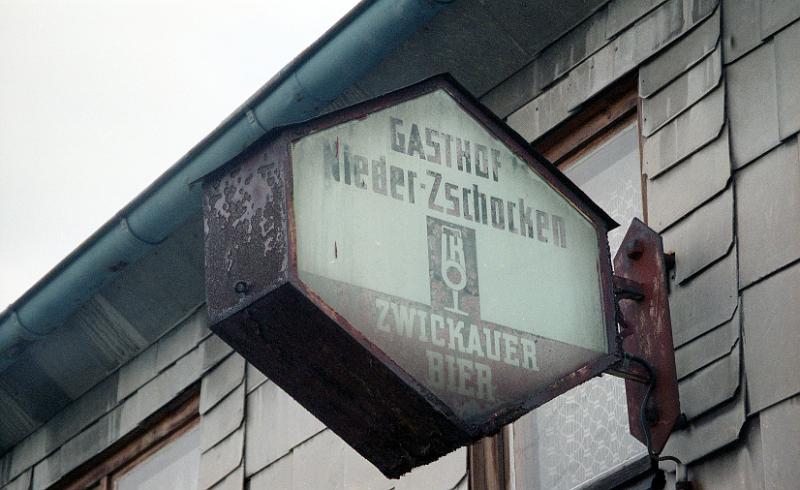 GASTHOF
Nieder-Zschocken
ZWICKAUER
BIER